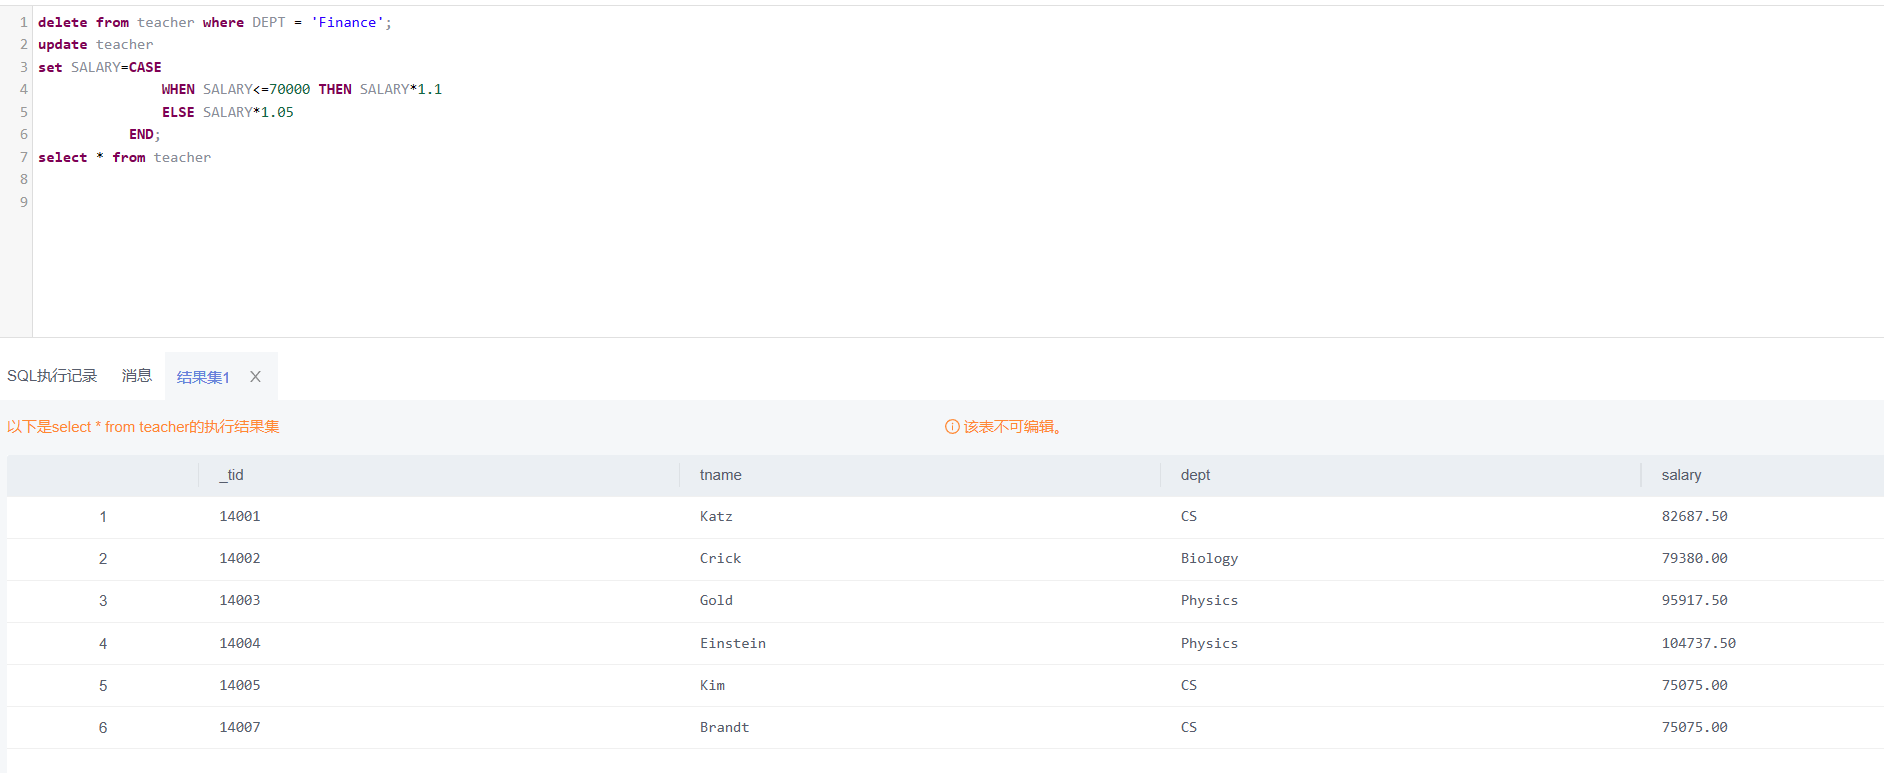 1 delete from teacher where DEPT = 'Finance';
2 update teacher
3 set SALARY=CASE
4 WHEN SALARY<=70000 THEN SALARY*1.1
5 ELSE SALARY*1.05
6 END;
7 select * from teacher
8
9
SQL执行记录 消息 结果集1 X
以下是select * from teacher的执行结果集 该表不可编辑。
_tid tname dept salary
1 14001 Katz CS 82687.50
2 14002 Crick Biology 79380.00
3 14003 Gold Physics 95917.50
4 14004 Einstein Physics 104737.50
5 14005 Kim CS 75075.00
6 14007 Brandt CS 75075.00